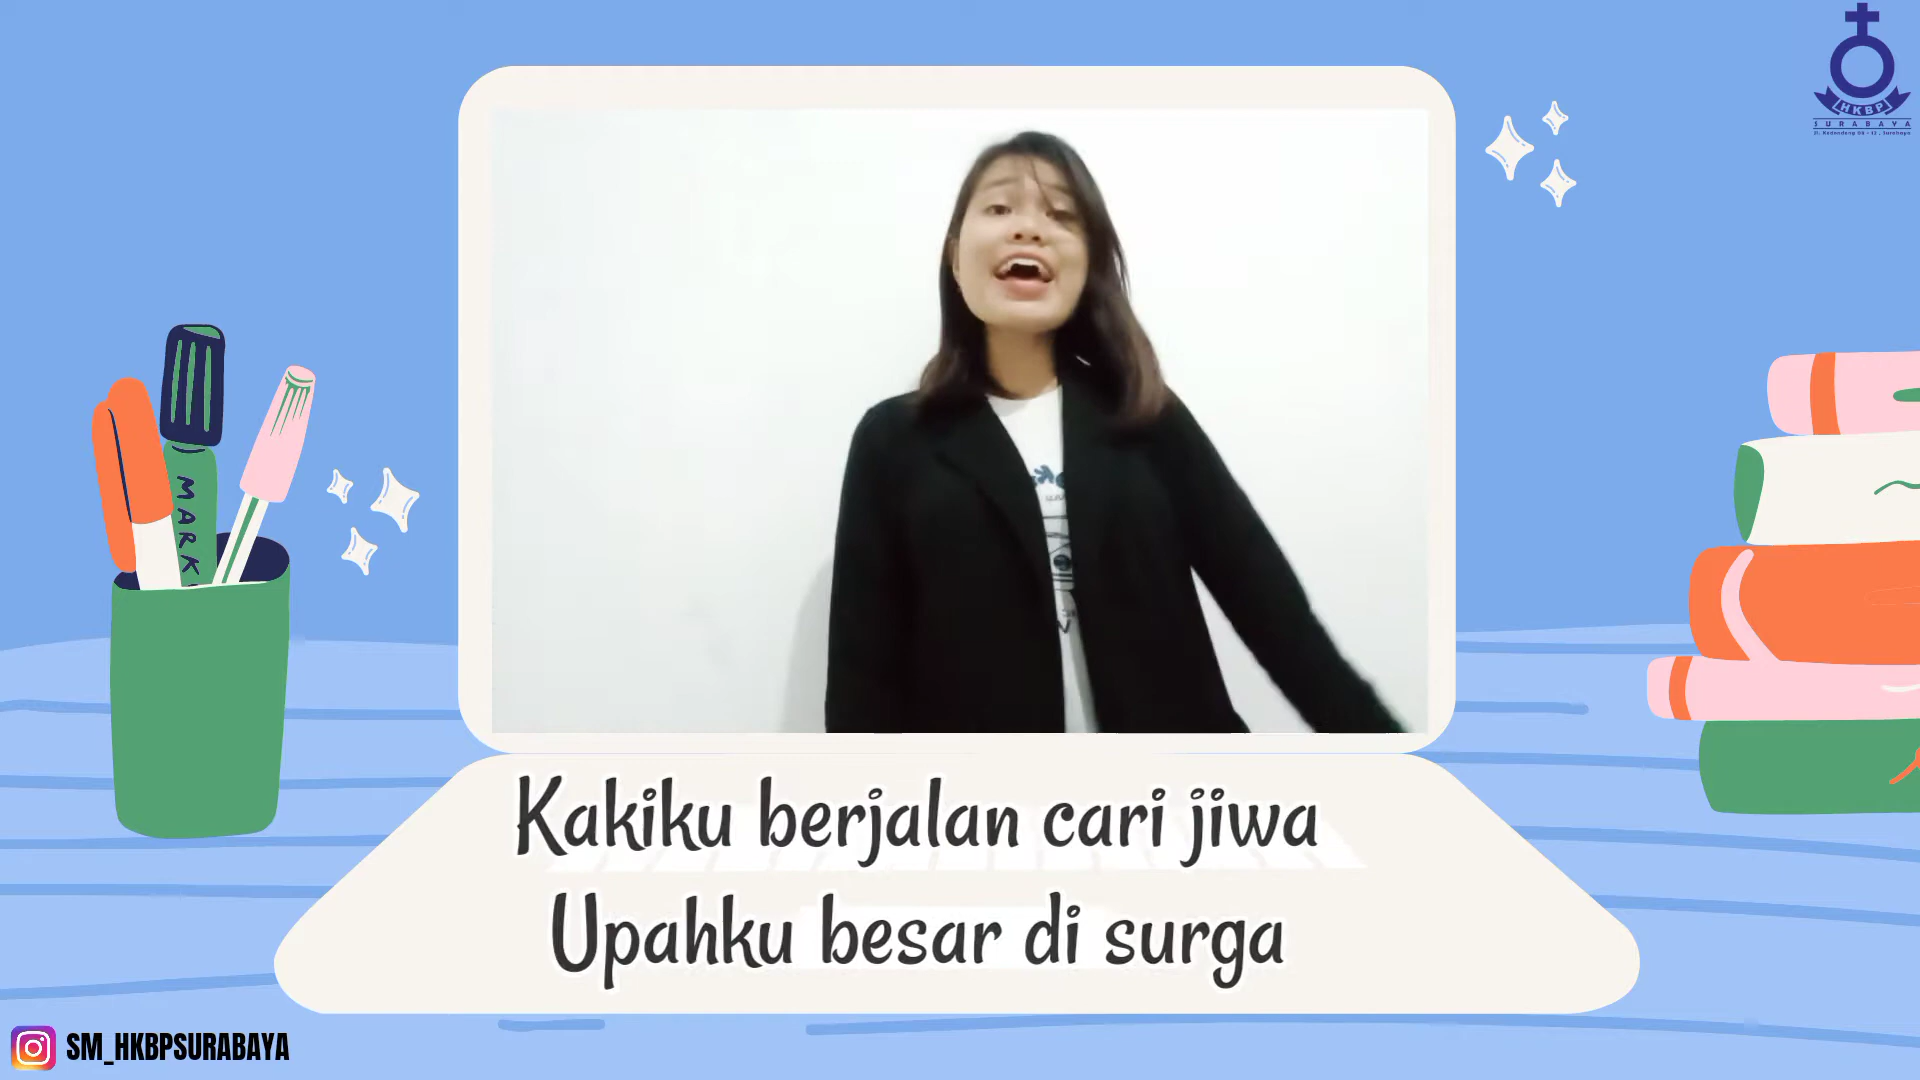 HKBP
SURABAYA
MARK
Kakiku berjalan cari jiwa
Upahku besar di surga
SM_HKBPSURABAYA